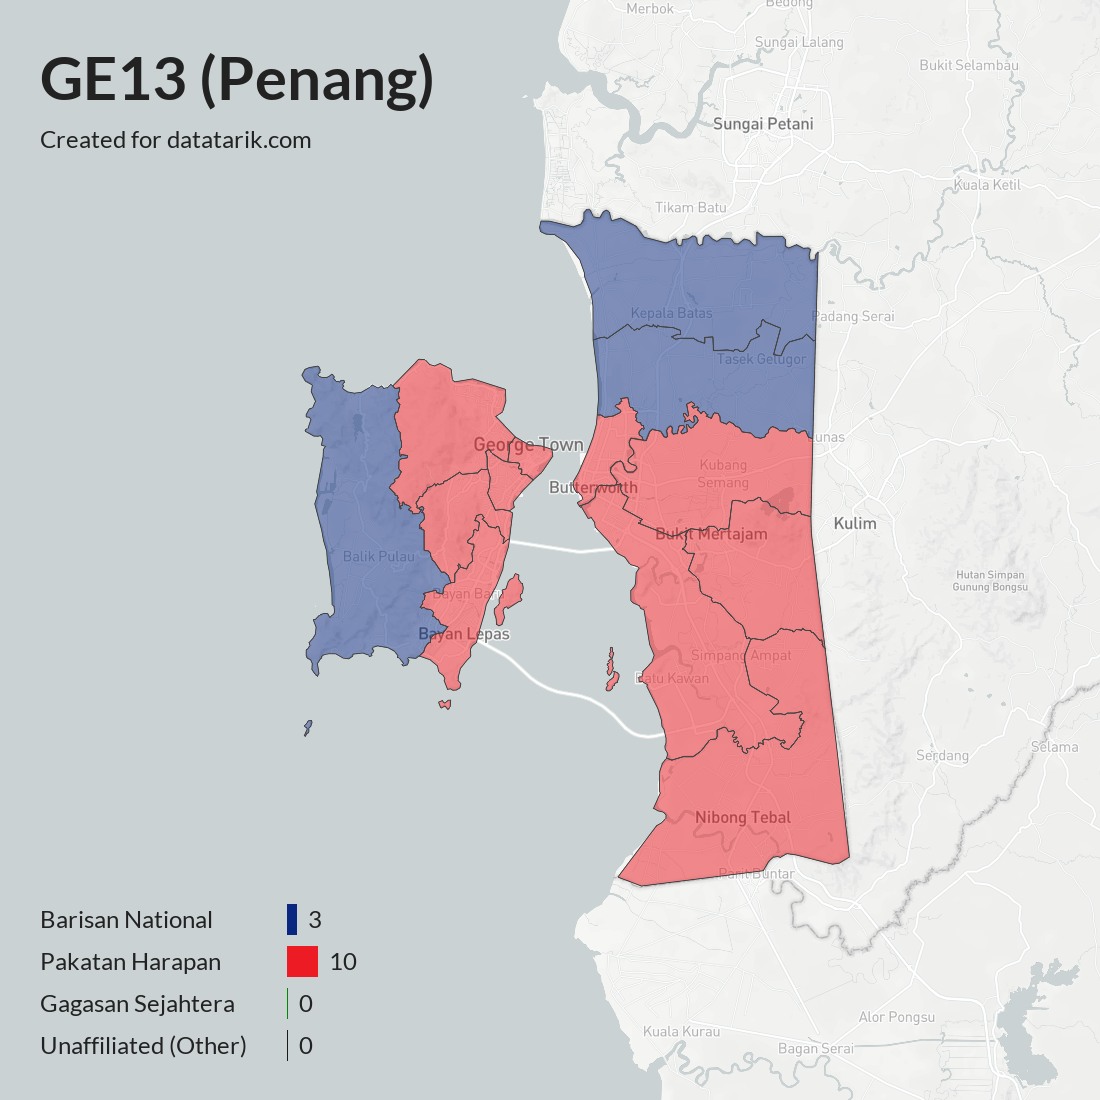 GE13 (Penang)
Created for datatarik.com
Merbok
Bedong
Sungai Lalang
Bukit Selambau
Sungai Petani
Kuala Ketil
Tikam Batu
Kepala Batas
Padang Serai
Tasek Gelugor
George Town
Lunas
Kubang
Semang
Butterworth
Bukit Mertajam
Kulim
Balik Pulau
Hutan Simpan
Gunung Bongsu
Bayan Baru
Bayan Lepas
Simpang Ampat
Batu Kawan
Serdang
Selama
Nibong Tebal
Parit Buntar
Barisan National 3
Pakatan Harapan 10
Gagasan Sejahtera 0
Unaffiliated (Other) 0
Alor Pongsu
Kuala Kurau
Bagan Serai